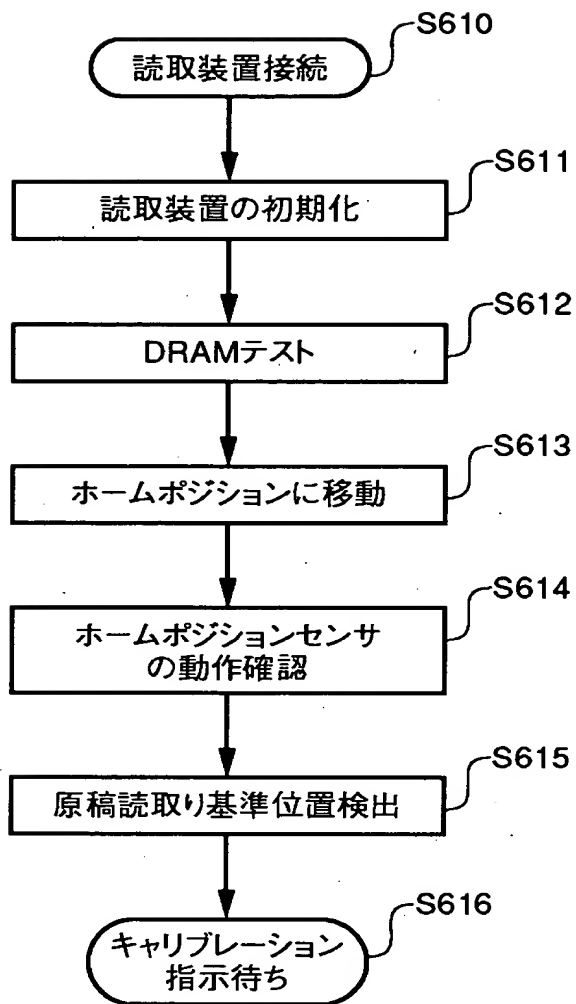 S610
読取装置接続
S611
読取装置の初期化
S612
DRAMテスト
S613
ホームポジションに移動
S614
ホームポジションセンサ
の動作確認
S615
原稿読取り基準位置検出
S616
キャリブレーション
指示待ち